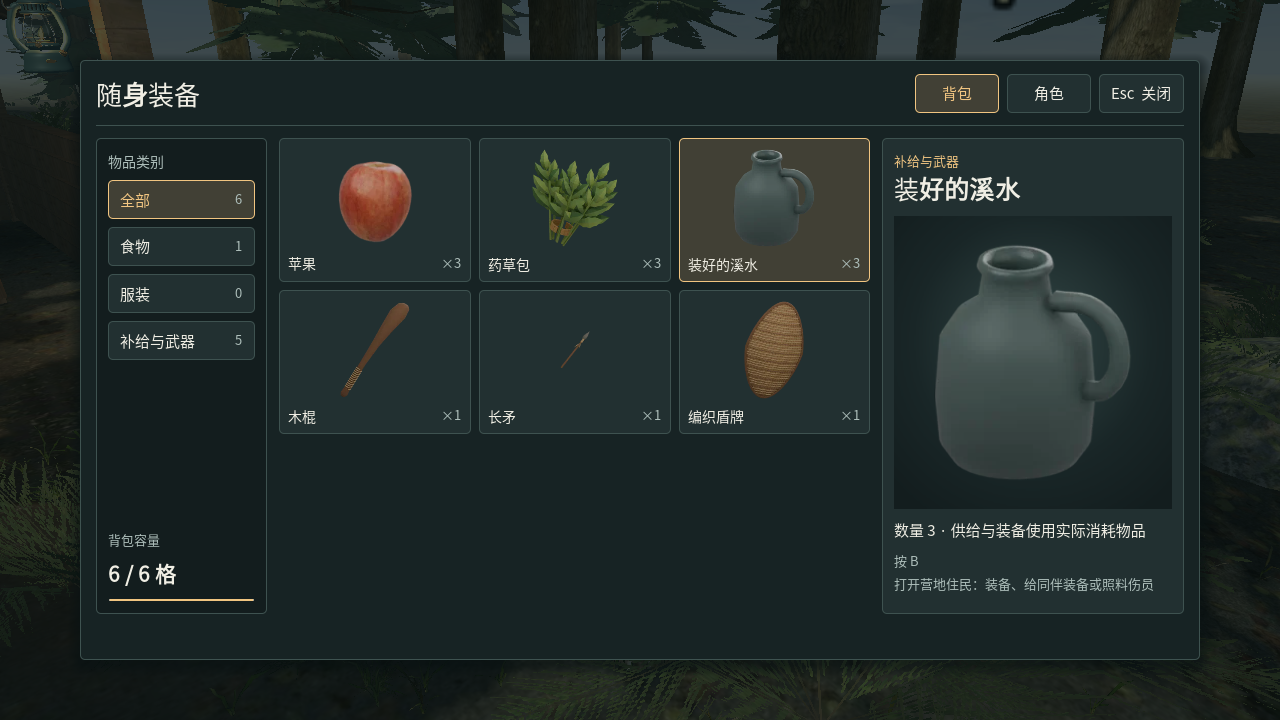 随身装备
背包
角色
Esc 关闭
物品类别
全部 6
食物 1
服装 0
补给与武器 5
背包容量
6 / 6 格
苹果 ×3
药草包 ×3
装好的溪水 ×3
木棍 ×1
长矛 ×1
编织盾牌 ×1
补给与武器
装好的溪水
数量 3 · 供给与装备使用实际消耗物品
按 B
打开营地住民：装备、给同伴装备或照料伤员